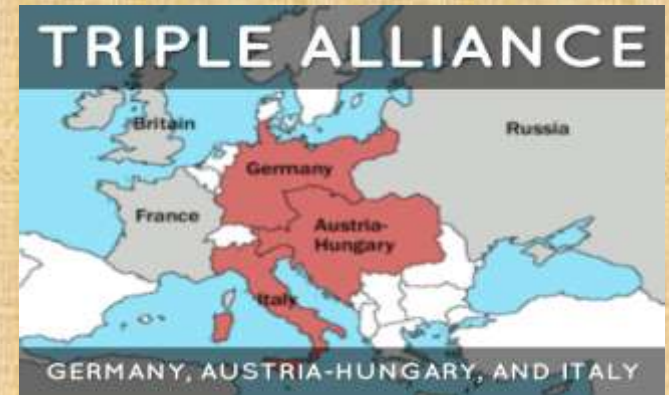 TRIPLE ALLIANCE
Britain
Russia
Germany
France
Austria-
Hungary
Italy
GERMANY, AUSTRIA-HUNGARY, AND ITALY